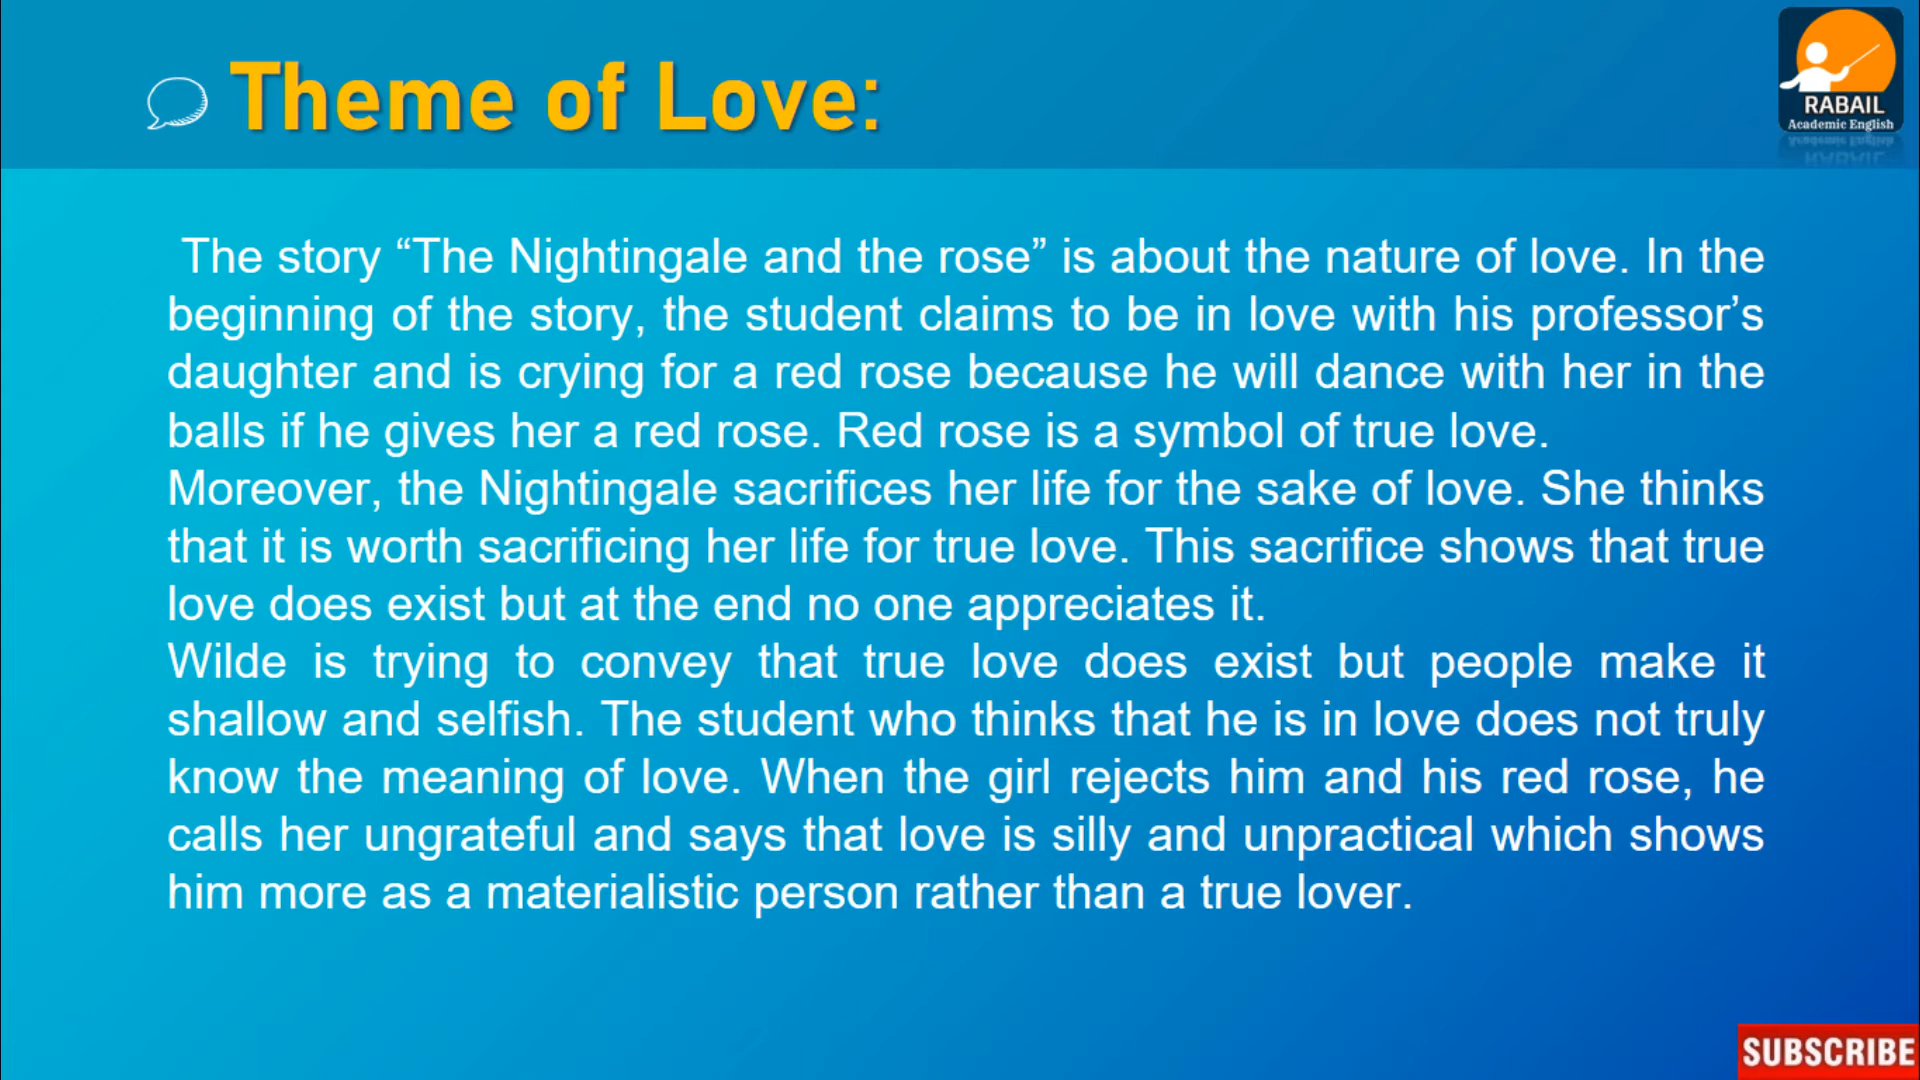 Theme of Love:
RABAIL
Academic English
The story “The Nightingale and the rose” is about the nature of love. In the
beginning of the story, the student claims to be in love with his professor’s
daughter and is crying for a red rose because he will dance with her in the
balls if he gives her a red rose. Red rose is a symbol of true love.
Moreover, the Nightingale sacrifices her life for the sake of love. She thinks
that it is worth sacrificing her life for true love. This sacrifice shows that true
love does exist but at the end no one appreciates it.
Wilde is trying to convey that true love does exist but people make it
shallow and selfish. The student who thinks that he is in love does not truly
know the meaning of love. When the girl rejects him and his red rose, he
calls her ungrateful and says that love is silly and unpractical which shows
him more as a materialistic person rather than a true lover.
SUBSCRIBE